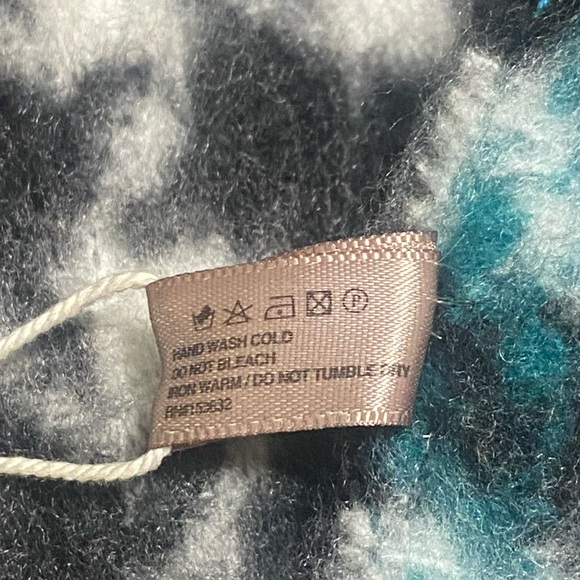 P
HAND WASH COLD
DO NOT BLEACH
IRON WARM / DO NOT TUMBLE DRY